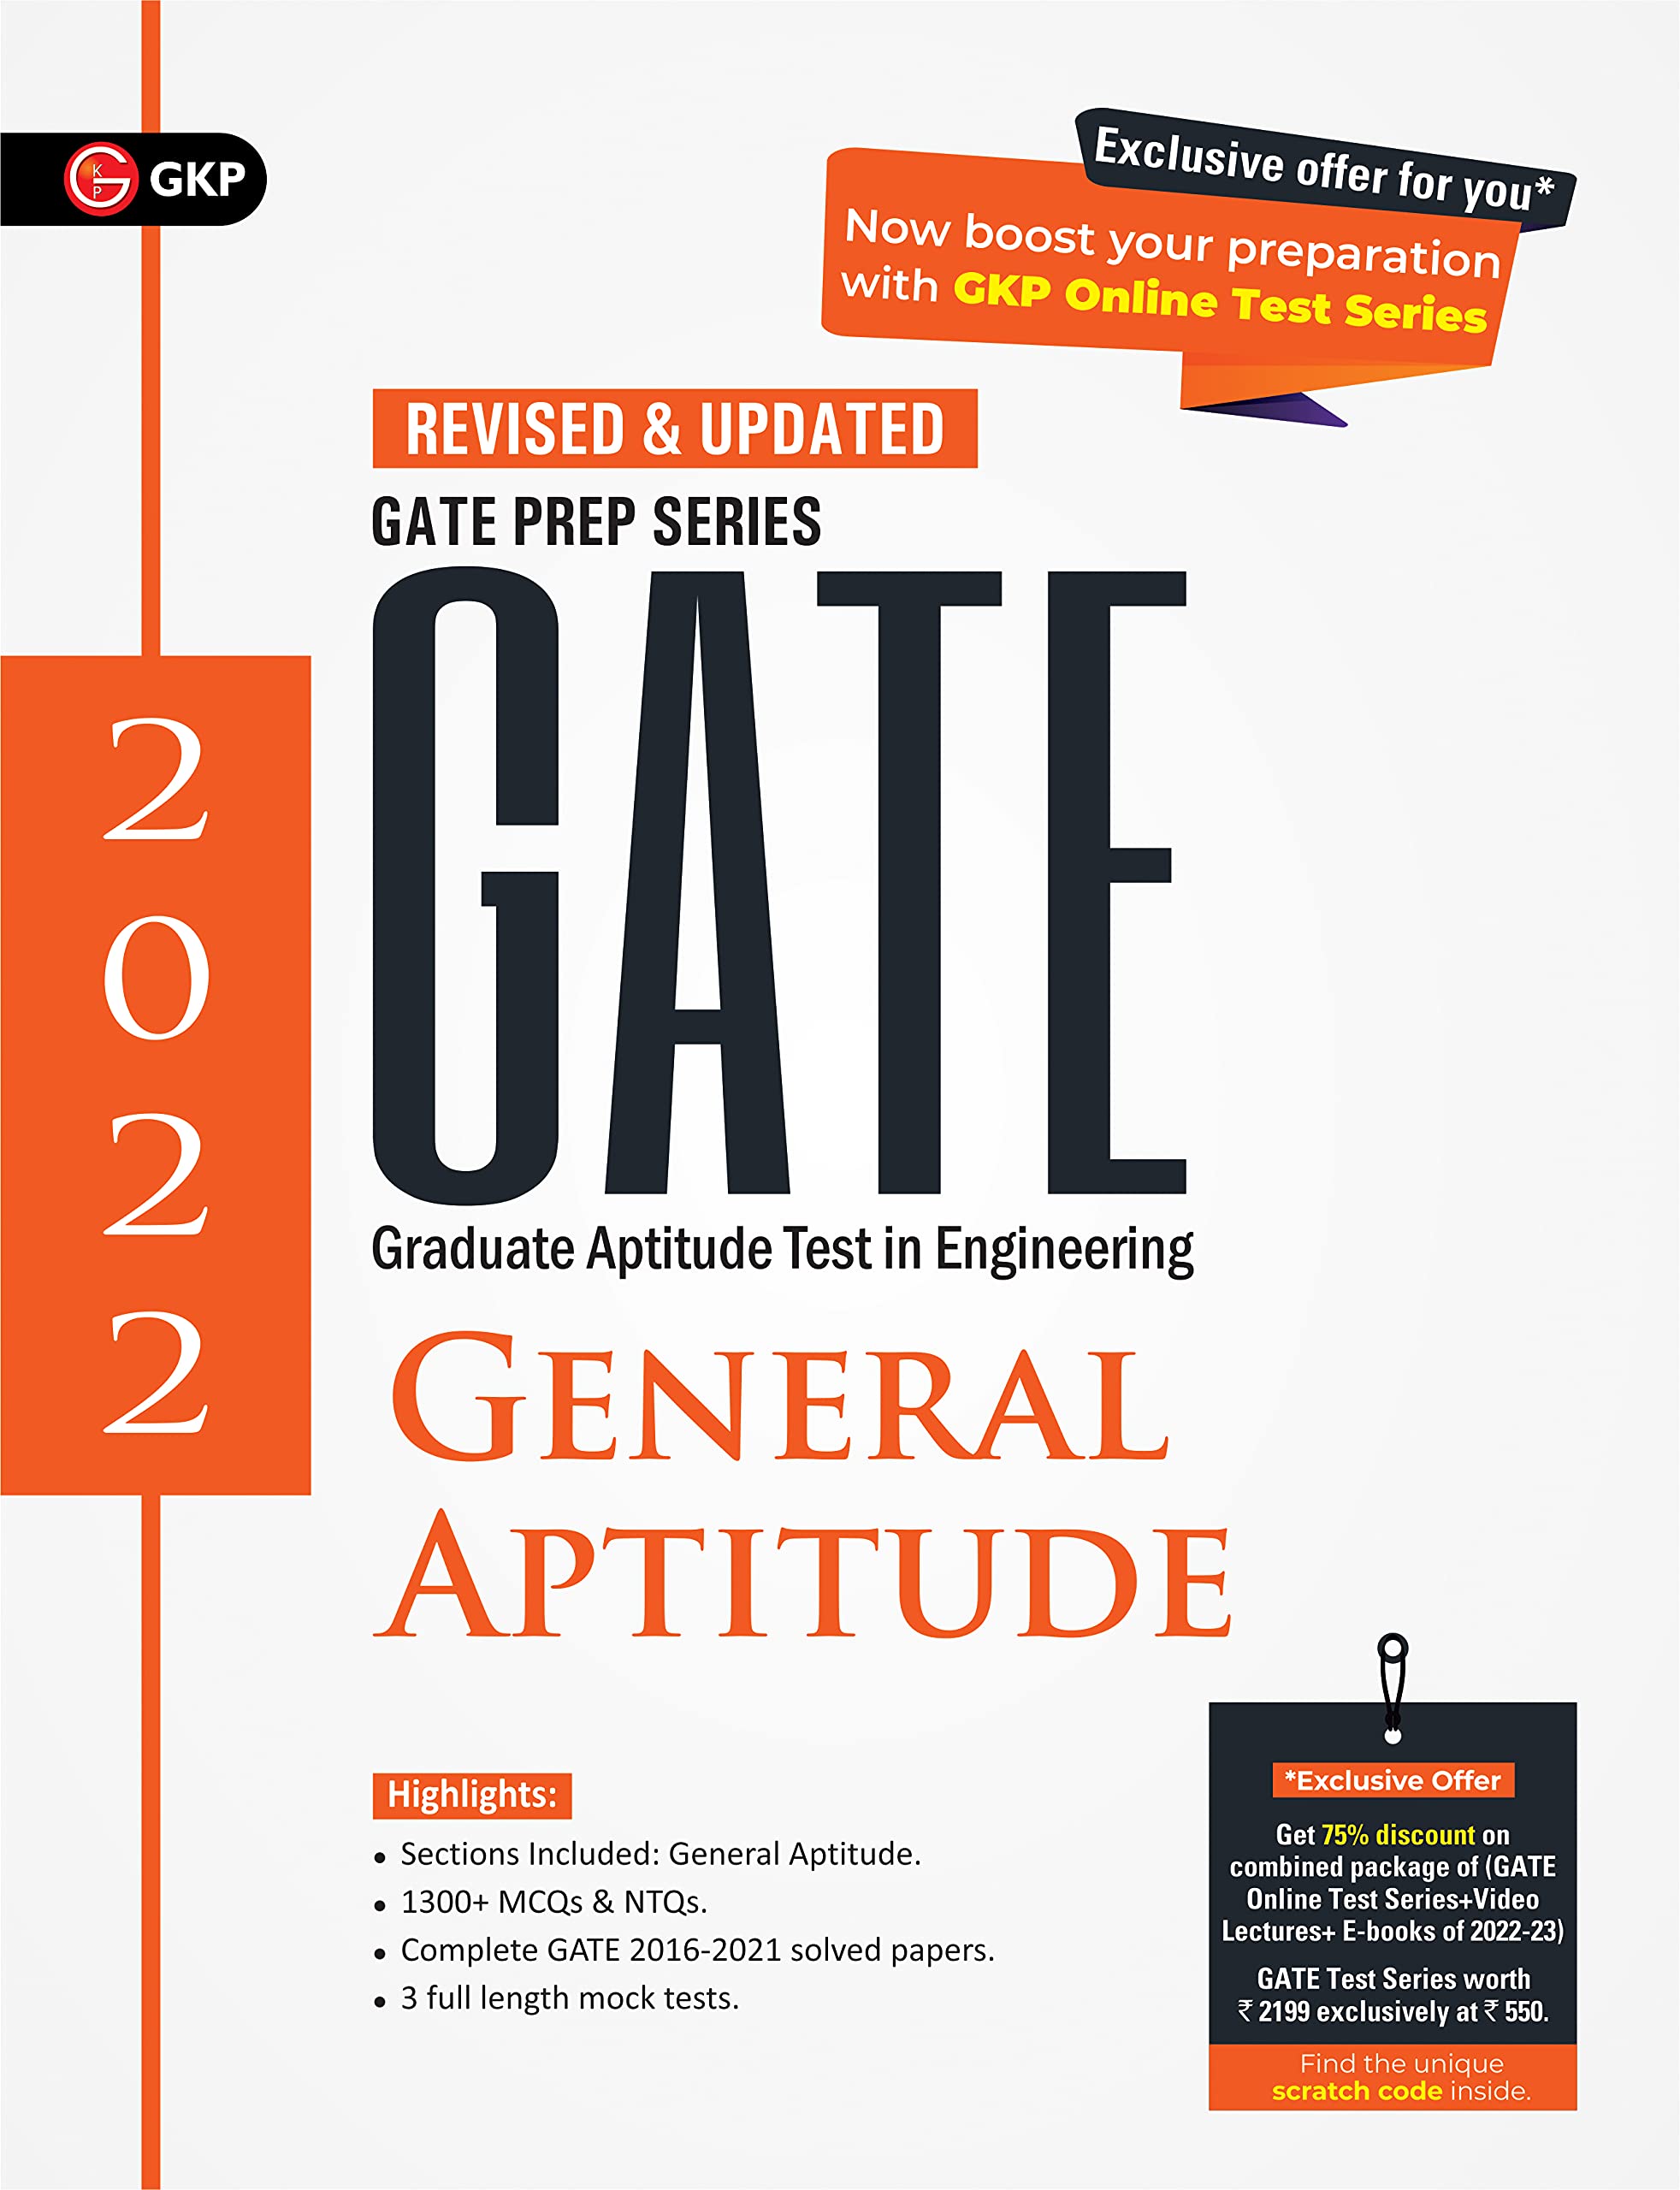 K
P
GKP
Exclusive offer for you*
Now boost your preparation
with GKP Online Test Series
REVISED & UPDATED
GATE PREP SERIES
GATE
2
0
2
2
Graduate Aptitude Test in Engineering
GENERAL
APTITUDE
Highlights:
• Sections Included: General Aptitude.
• 1300+ MCQs & NTQs.
• Complete GATE 2016-2021 solved papers.
• 3 full length mock tests.
*Exclusive Offer
Get 75% discount on
combined package of (GATE
Online Test Series+Video
Lectures+ E-books of 2022-23)
GATE Test Series worth
₹ 2199 exclusively at ₹ 550.
Find the unique
scratch code inside.